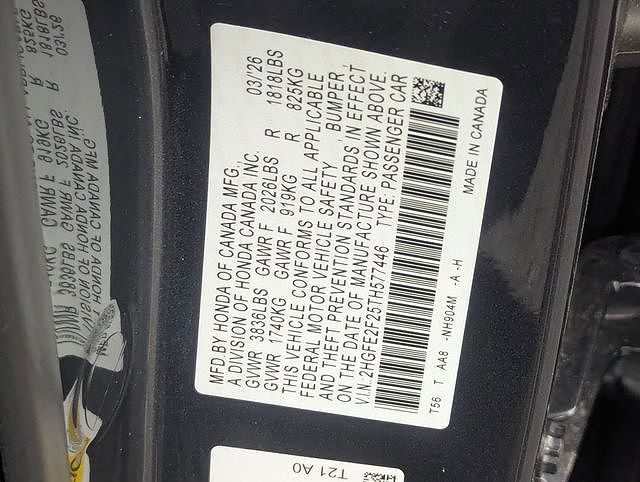 MFD.BY HONDA OF CANADA MFG., 03/'26
A DIVISION OF HONDA CANADA INC.
GVWR 3836LBS GAWR F 2026LBS R 1818LBS
GVWR 1740KG GAWR F 919KG R 825KG
THIS VEHICLE CONFORMS TO ALL APPLICABLE
FEDERAL MOTOR VEHICLE SAFETY, BUMPER,
AND THEFT PREVENTION STANDARDS IN EFFECT
ON THE DATE OF MANUFACTURE SHOWN ABOVE.
V.I.N.:2HGFE2F25TH577446 TYPE: PASSENGER CAR
T56 T AA8 -NH904M -A -H
MADE IN CANADA
T21 A0